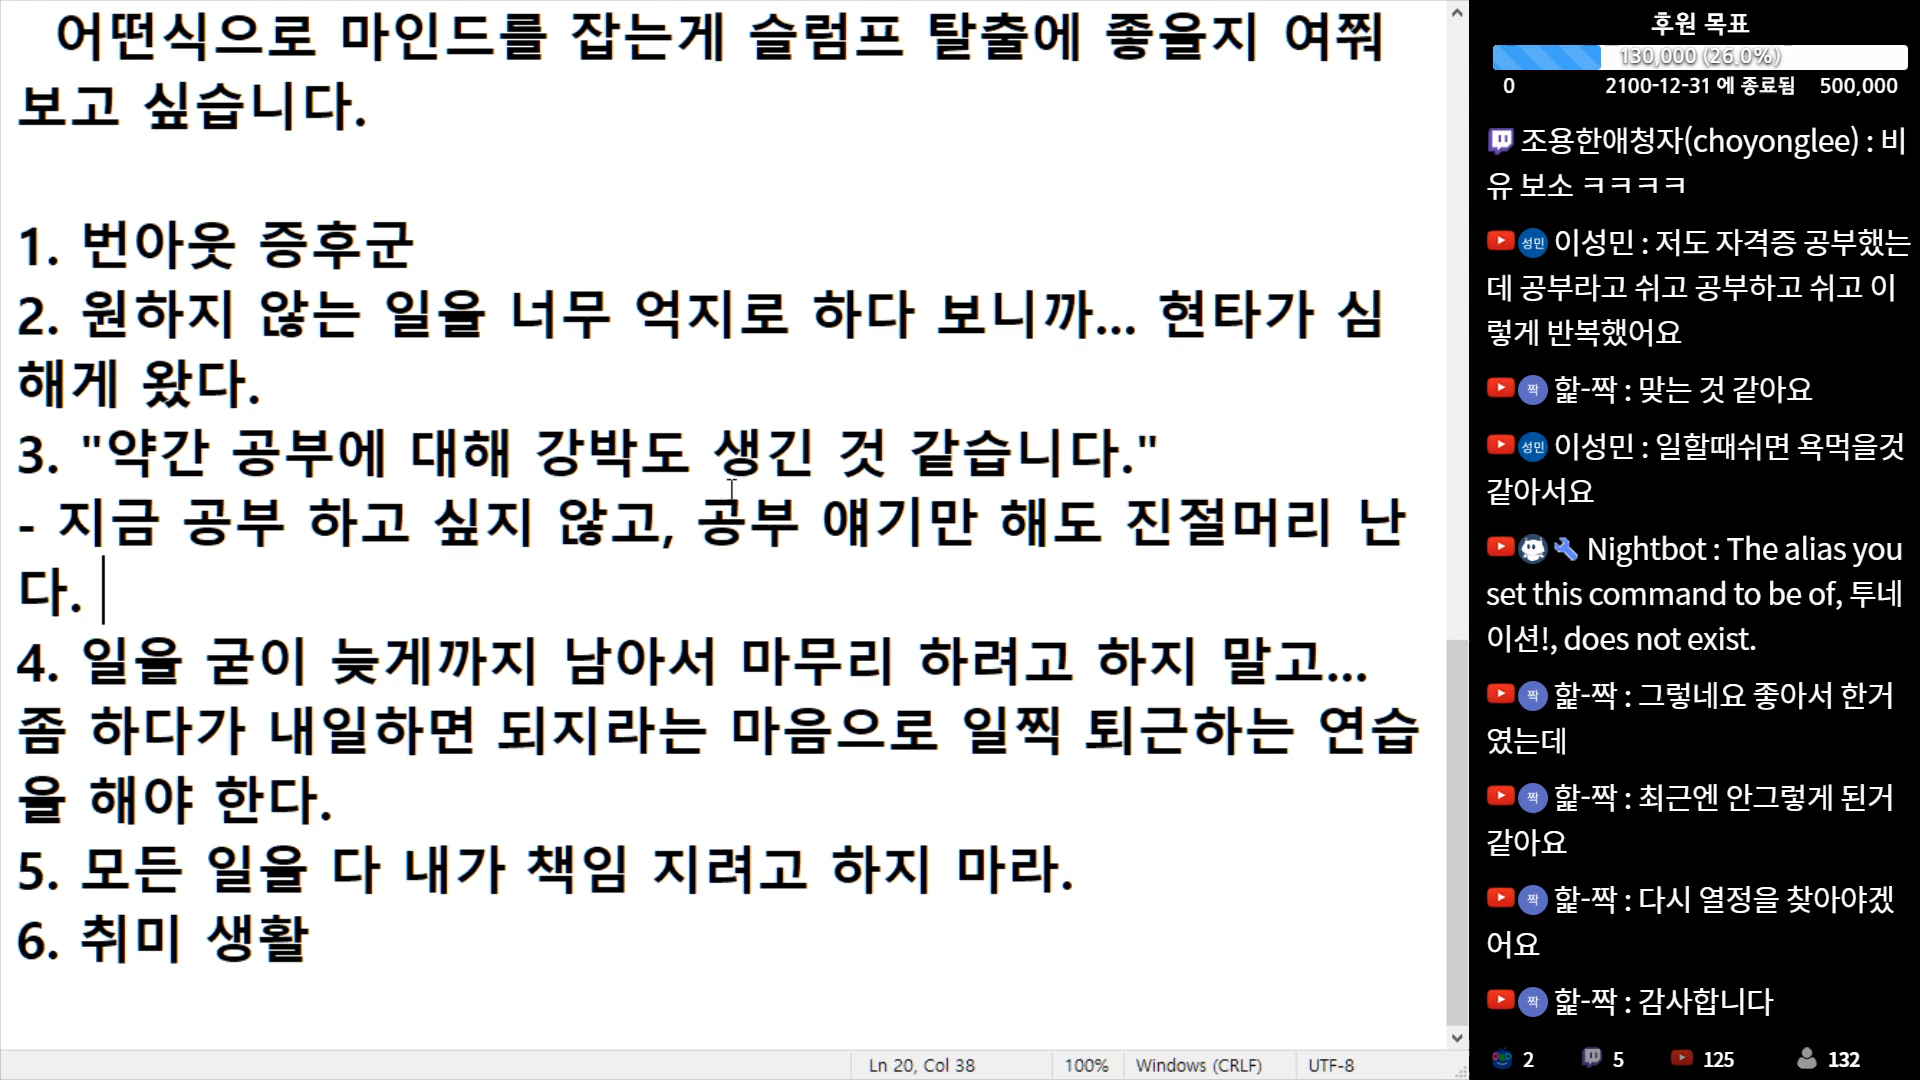 어떤식으로 마인드를 잡는게 슬럼프 탈출에 좋을지 여쭤
보고 싶습니다.
1. 번아웃 증후군
2. 원하지 않는 일을 너무 억지로 하다 보니까... 현타가 심
해게 왔다.
3. "약간 공부에 대해 강박도 생긴 것 같습니다."
- 지금 공부 하고 싶지 않고, 공부 얘기만 해도 진절머리 난
다.
4. 일을 굳이 늦게까지 남아서 마무리 하려고 하지 말고...
좀 하다가 내일하면 되지라는 마음으로 일찍 퇴근하는 연습
을 해야 한다.
5. 모든 일을 다 내가 책임 지려고 하지 마라.
6. 취미 생활
Ln 20, Col 38
100%
Windows (CRLF)
UTF-8
후원 목표
130,000 (26.0%)
0 2100-12-31 에 종료됨 500,000
조용한애청자(choyonglee) : 비
유 보소 ㅋㅋㅋㅋ
성민 이성민 : 저도 자격증 공부했는
데 공부라고 쉬고 공부하고 쉬고 이
렇게 반복했어요
짝 핥-짝 : 맞는 것 같아요
성민 이성민 : 일할때쉬면 욕먹을것
같아서요
Nightbot : The alias you
set this command to be of, 투네
이션!, does not exist.
짝 핥-짝 : 그렇네요 좋아서 한거
였는데
짝 핥-짝 : 최근엔 안그렇게 된거
같아요
짝 핥-짝 : 다시 열정을 찾아야겠
어요
짝 핥-짝 : 감사합니다
2 5 125 132